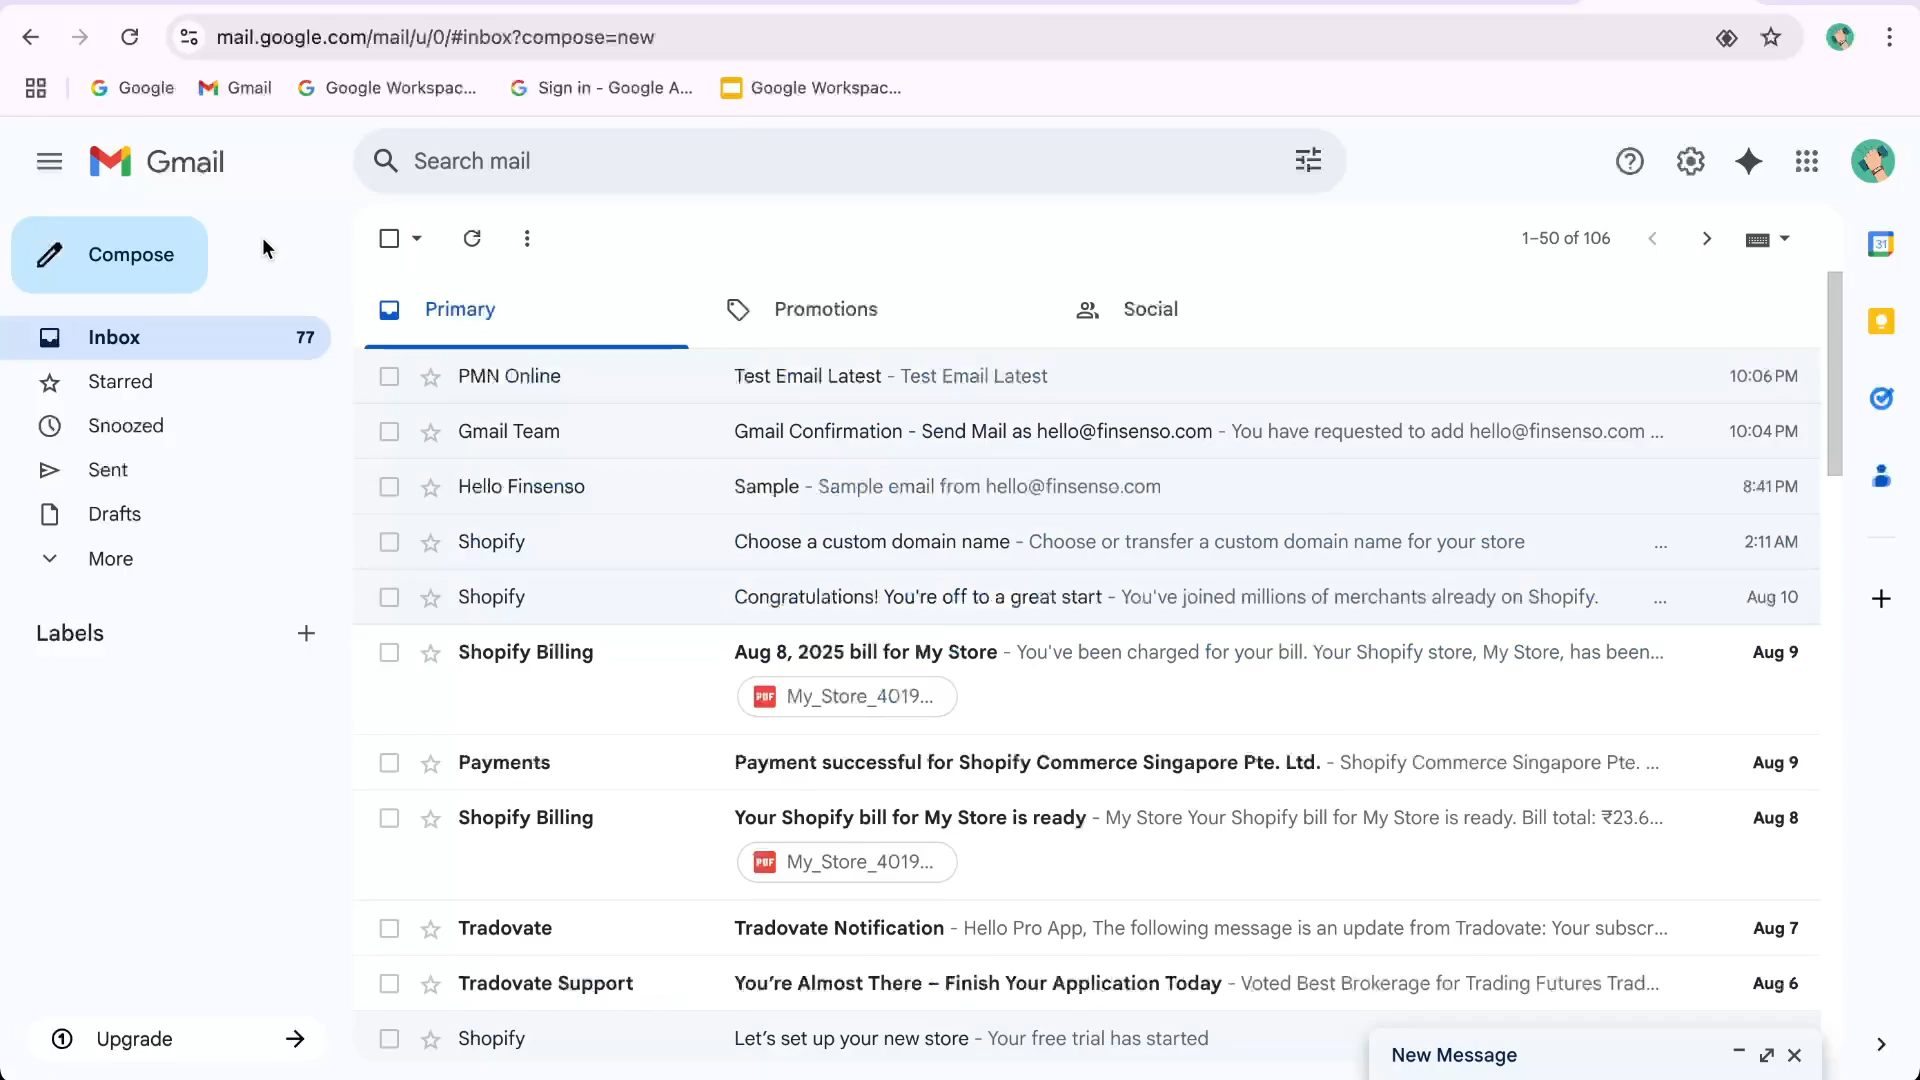 mail.google.com/mail/u/0/#inbox?compose=new
Google
Gmail
Google Workspac...
Sign in - Google A...
Google Workspac...
Gmail
Search mail
Compose
1–50 of 106
31
Primary
Promotions
Social
Inbox 77
Starred
Snoozed
Sent
Drafts
More
Labels
PMN Online Test Email Latest - Test Email Latest 10:06 PM
Gmail Team Gmail Confirmation - Send Mail as hello@finsenso.com - You have requested to add hello@finsenso.com ... 10:04 PM
Hello Finsenso Sample - Sample email from hello@finsenso.com 8:41 PM
Shopify Choose a custom domain name - Choose or transfer a custom domain name for your store ... 2:11 AM
Shopify Congratulations! You're off to a great start - You've joined millions of merchants already on Shopify. ... Aug 10
Shopify Billing Aug 8, 2025 bill for My Store - You've been charged for your bill. Your Shopify store, My Store, has been... Aug 9
PDF My_Store_4019...
Payments Payment successful for Shopify Commerce Singapore Pte. Ltd. - Shopify Commerce Singapore Pte. ... Aug 9
Shopify Billing Your Shopify bill for My Store is ready - My Store Your Shopify bill for My Store is ready. Bill total: ₹23.6... Aug 8
PDF My_Store_4019...
Tradovate Tradovate Notification - Hello Pro App, The following message is an update from Tradovate: Your subscr... Aug 7
Tradovate Support You're Almost There – Finish Your Application Today - Voted Best Brokerage for Trading Futures Trad... Aug 6
Shopify Let's set up your new store - Your free trial has started
Upgrade
New Message